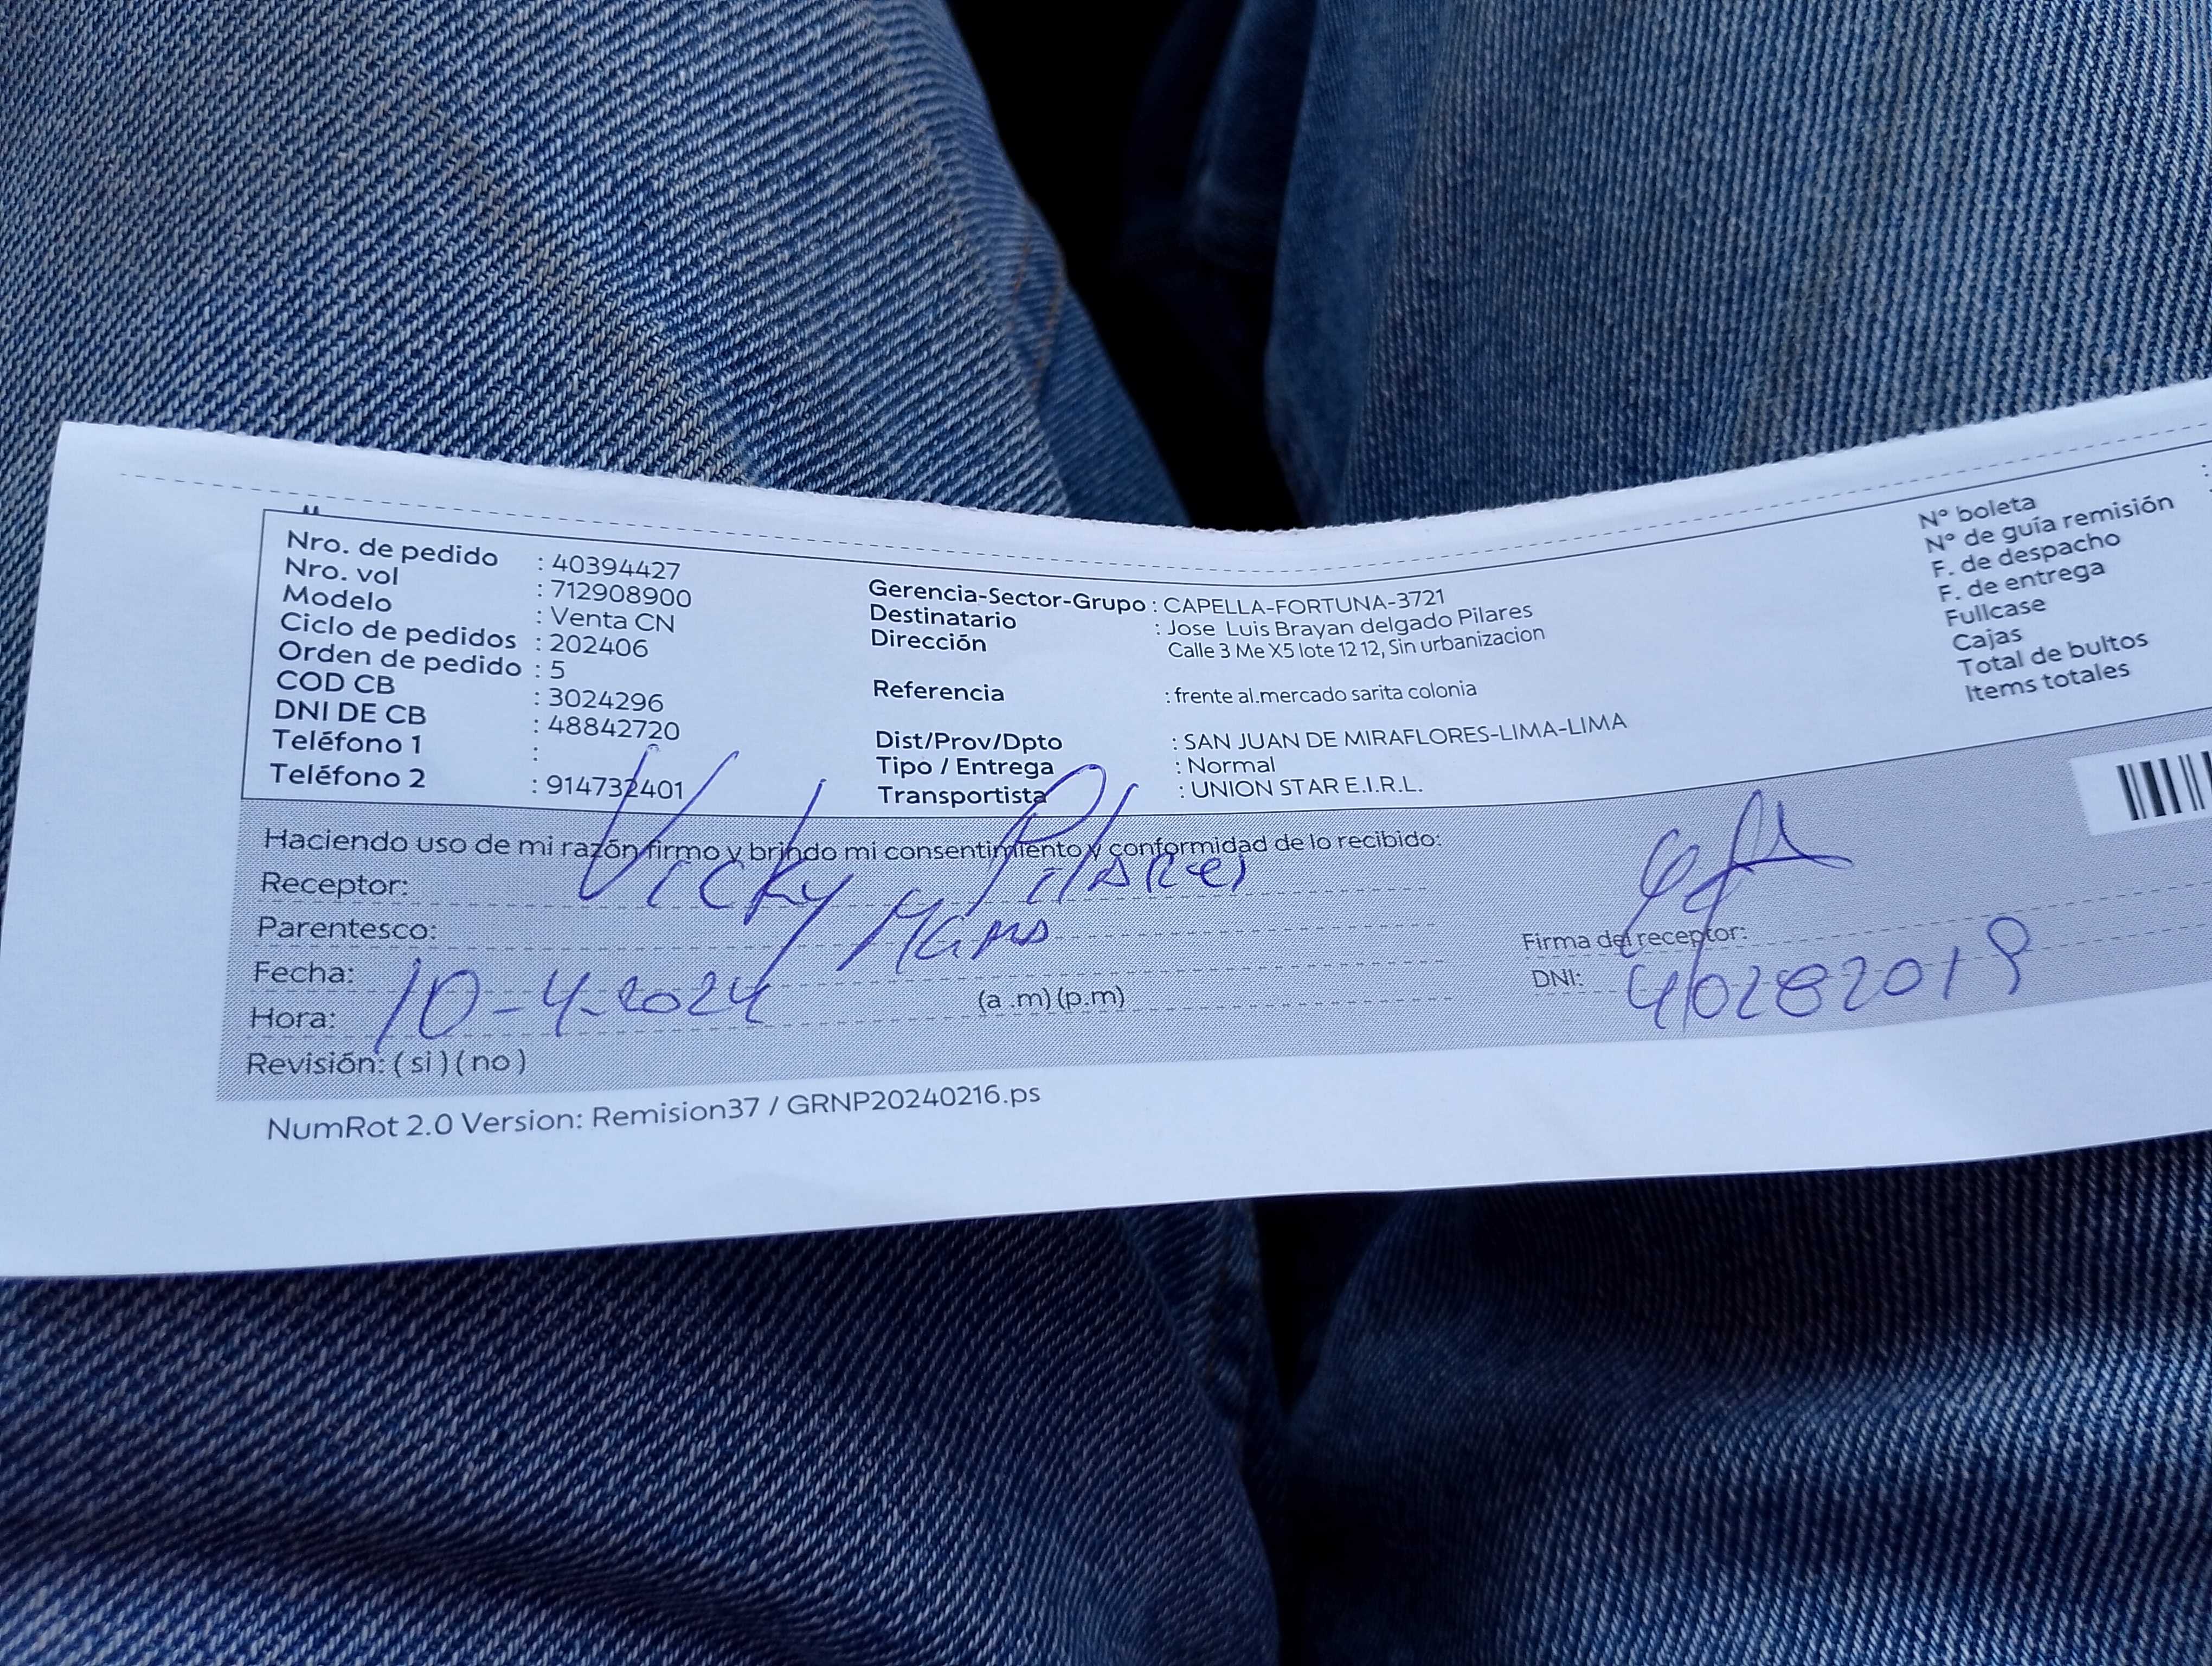 Nro. de pedido : 40394427
Nro. vol : 712908900
Modelo : Venta CN
Ciclo de pedidos : 202406
Orden de pedido : 5
COD CB : 3024296
DNI DE CB : 48842720
Teléfono 1 :
Teléfono 2 : 914732401
Gerencia-Sector-Grupo : CAPELLA-FORTUNA-3721
Destinatario : Jose Luis Brayan delgado Pilares
Dirección Calle 3 Me X5 lote 12 12, Sin urbanizacion
Referencia : frente al.mercado sarita colonia
Dist/Prov/Dpto : SAN JUAN DE MIRAFLORES-LIMA-LIMA
Tipo / Entrega : Normal
Transportista : UNION STAR E.I.R.L.
N° boleta
N° de guía remisión
F. de despacho
F. de entrega
Fullcase
Cajas
Total de bultos
Items totales
Haciendo uso de mi razón firmo y brindo mi consentimiento y conformidad de lo recibido:
Receptor: Vicky Pilares
Parentesco: Mama
Fecha: 10-4-2024
Hora: (a .m) (p.m)
Revisión: ( si ) ( no )
Firma del receptor:
DNI: 40282019
NumRot 2.0 Version: Remision37 / GRNP20240216.ps